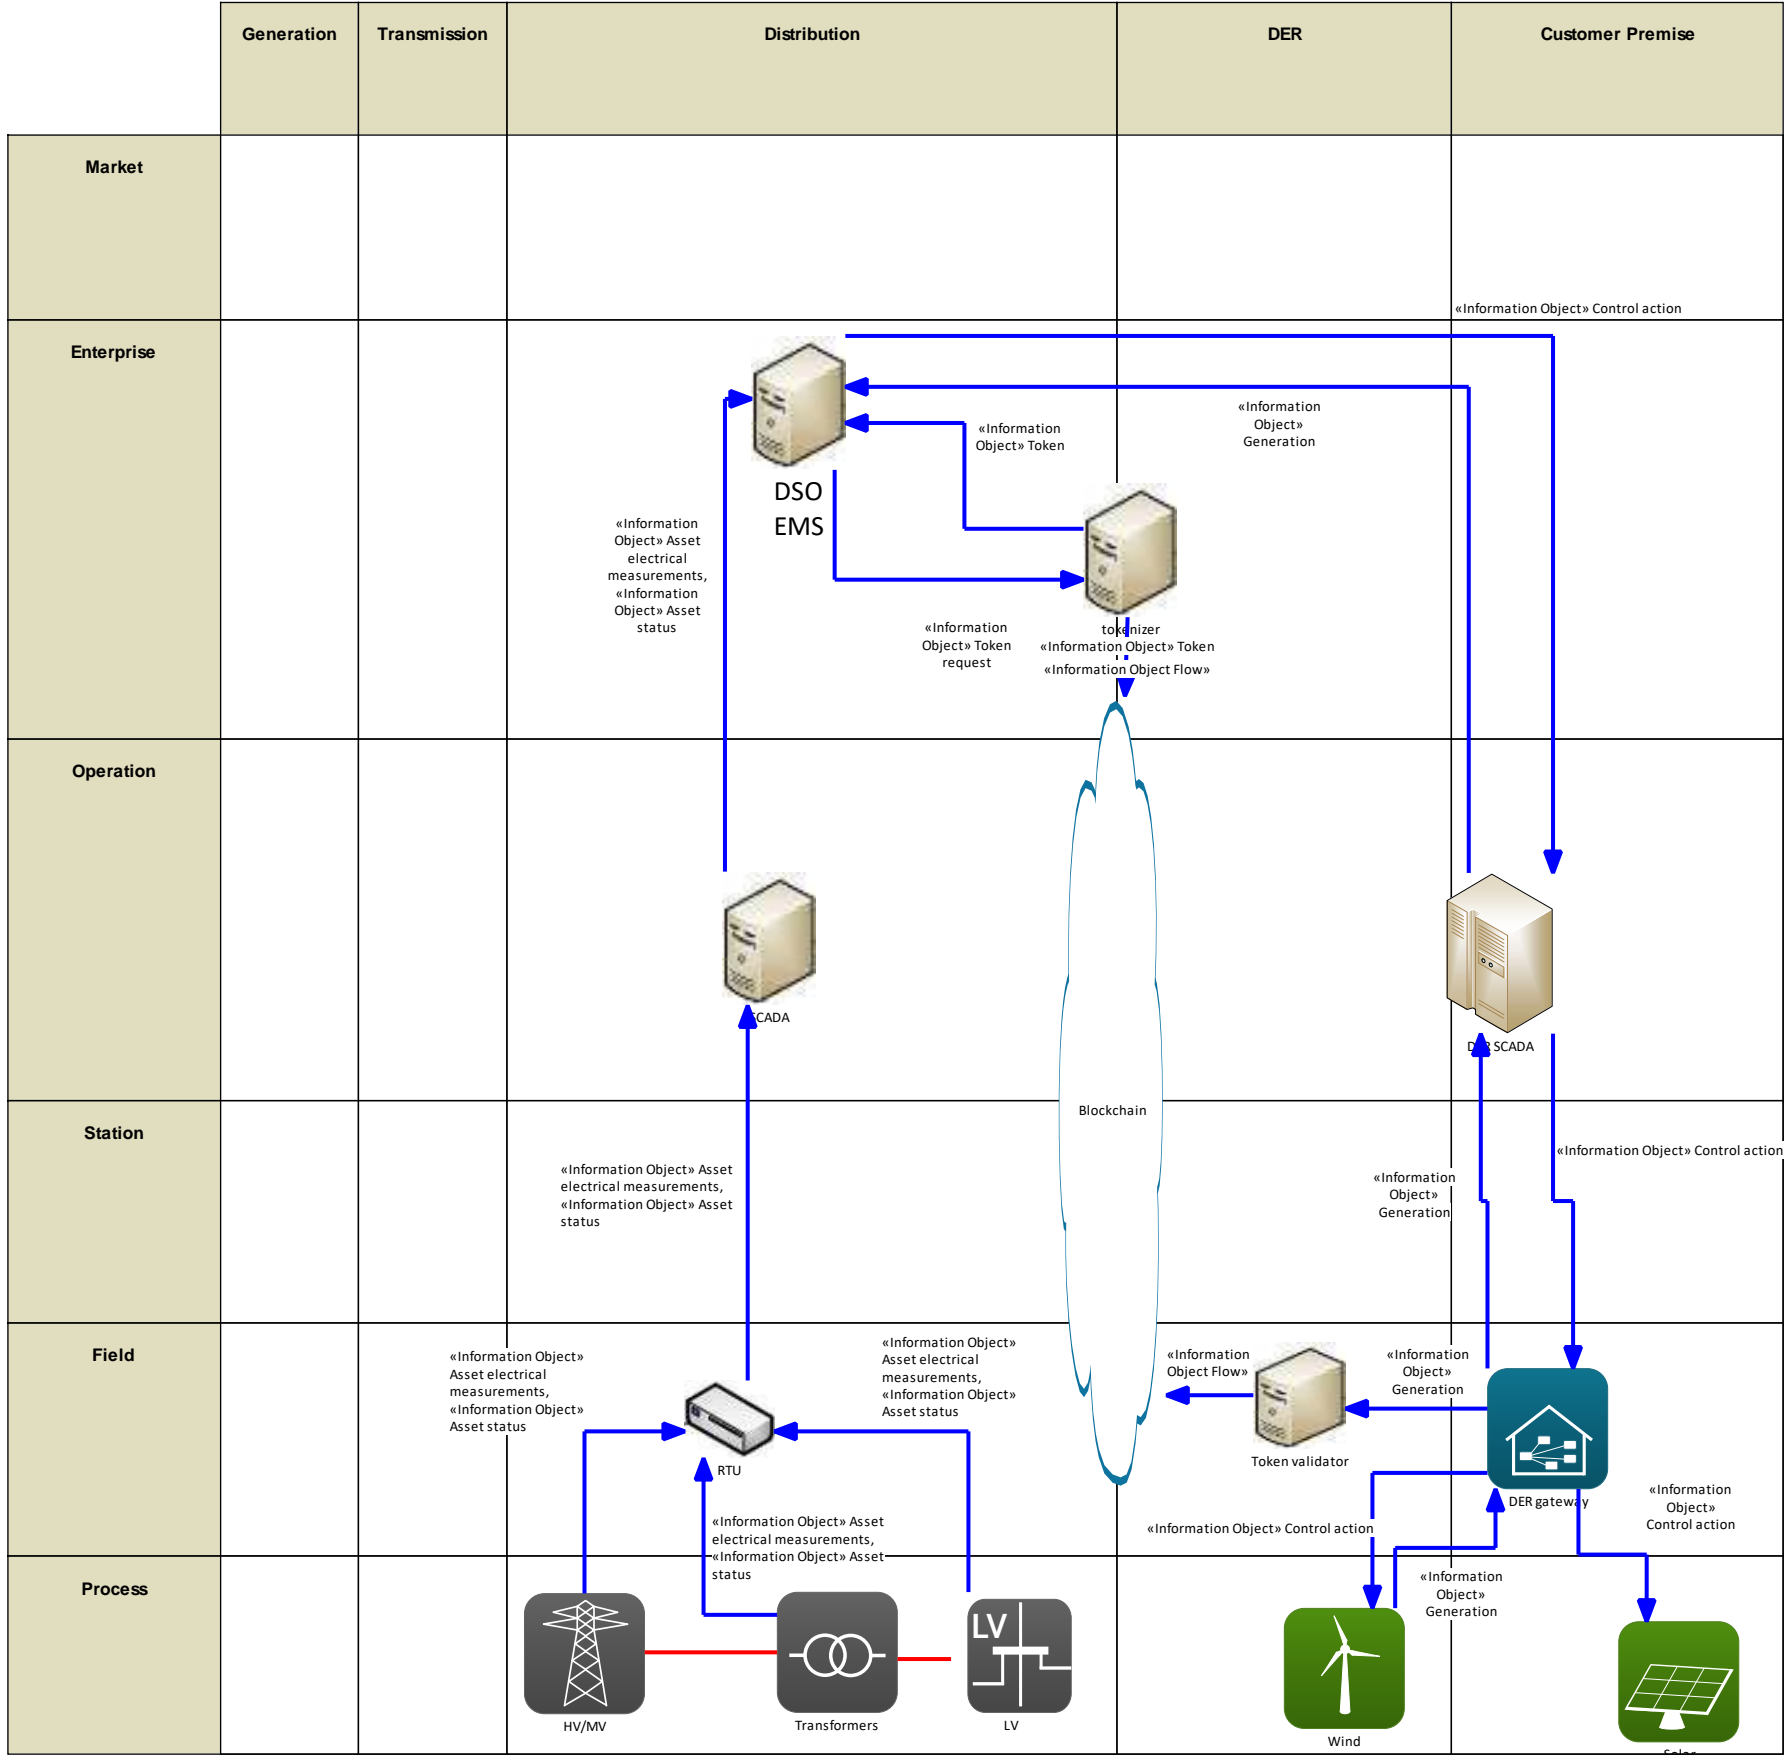 Generation
Transmission
Distribution
DER
Customer Premise
Market
«Information Object» Control action
Enterprise
«Information
Object»
Generation
«Information
Object» Token
DSO
EMS
«Information
Object» Asset
electrical
measurements,
«Information
Object» Asset
status
«Information
Object» Token
request
tokenizer
«Information Object» Token
«Information Object Flow»
Operation
SCADA
DER SCADA
Blockchain
Station
«Information Object» Asset
electrical measurements,
«Information Object» Asset
status
«Information Object» Control action
«Information
Object»
Generation
Field
«Information Object»
Asset electrical
measurements,
«Information Object»
Asset status
«Information Object»
Asset electrical
measurements,
«Information Object»
Asset status
«Information
Object Flow»
«Information
Object»
Generation
RTU
Token validator
DER gateway
«Information
Object»
Control action
«Information Object» Asset
electrical measurements,
«Information Object» Asset
status
«Information Object» Control action
Process
«Information
Object»
Generation
LV
HV/MV
Transformers
LV
Wind
Solar